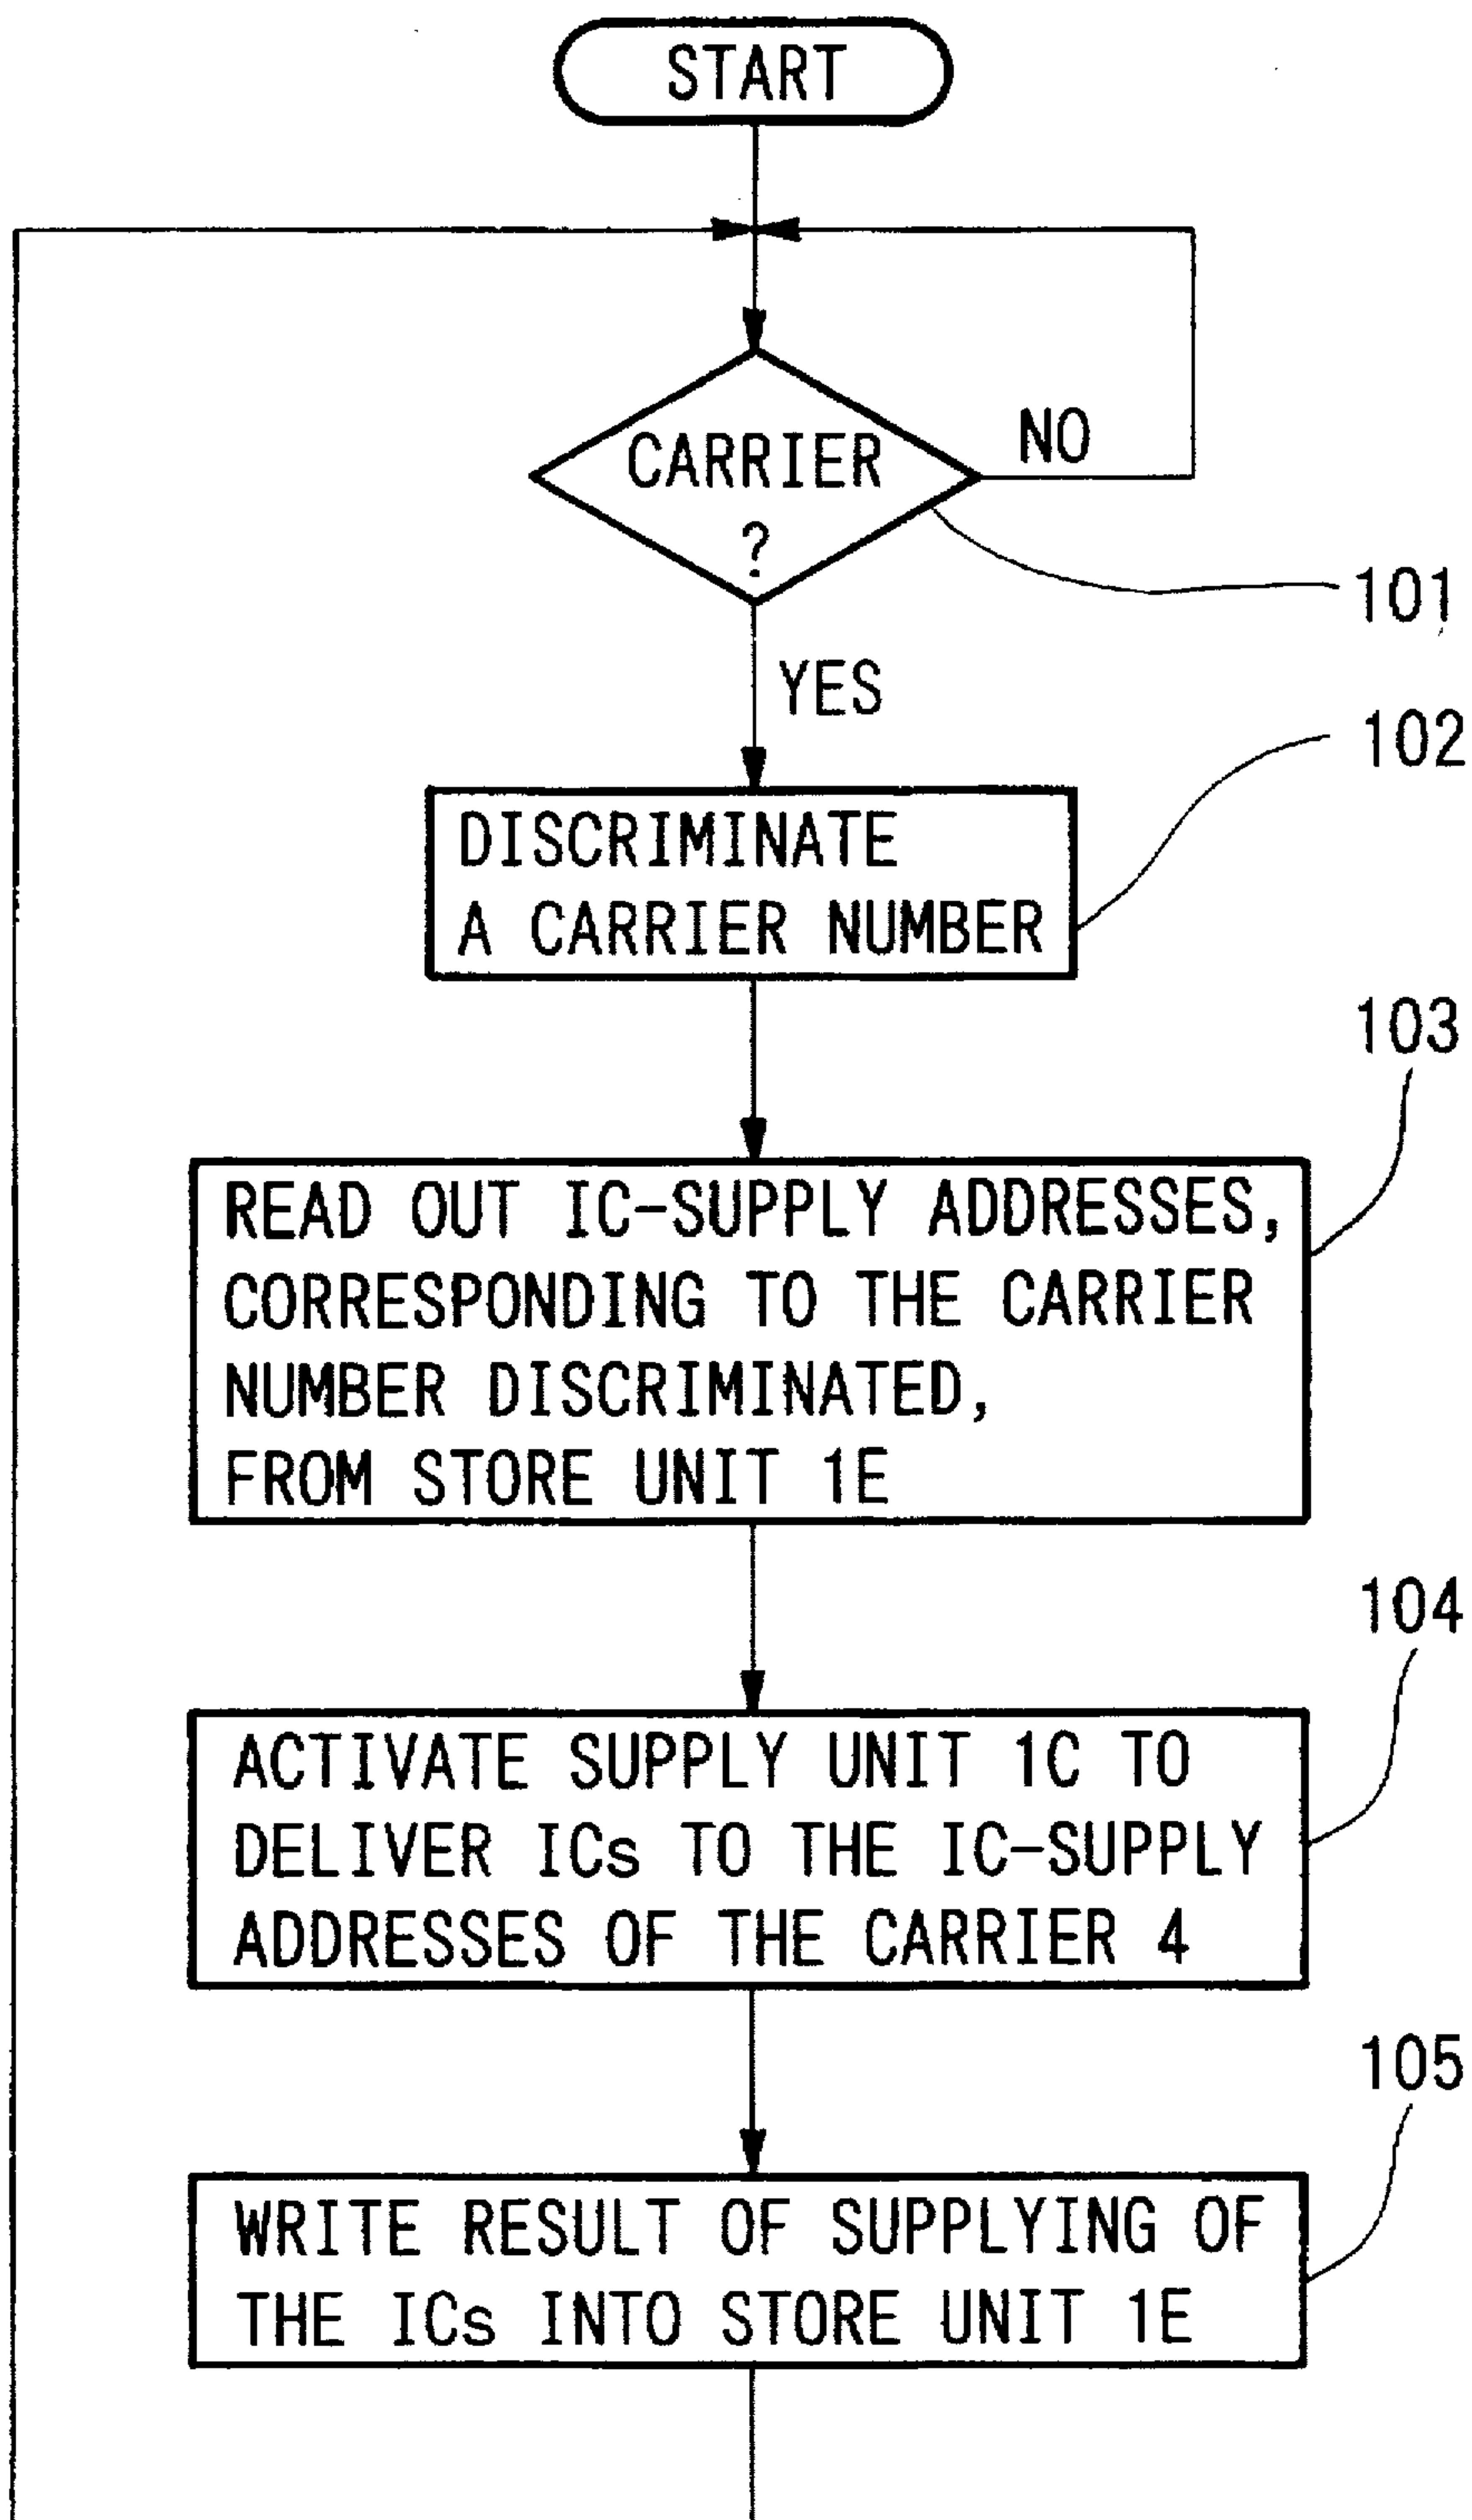 START
CARRIER
?
NO
101
YES
102
DISCRIMINATE
A CARRIER NUMBER
103
READ OUT IC-SUPPLY ADDRESSES,
CORRESPONDING TO THE CARRIER
NUMBER DISCRIMINATED,
FROM STORE UNIT 1E
104
ACTIVATE SUPPLY UNIT 1C TO
DELIVER ICs TO THE IC-SUPPLY
ADDRESSES OF THE CARRIER 4
105
WRITE RESULT OF SUPPLYING OF
THE ICs INTO STORE UNIT 1E